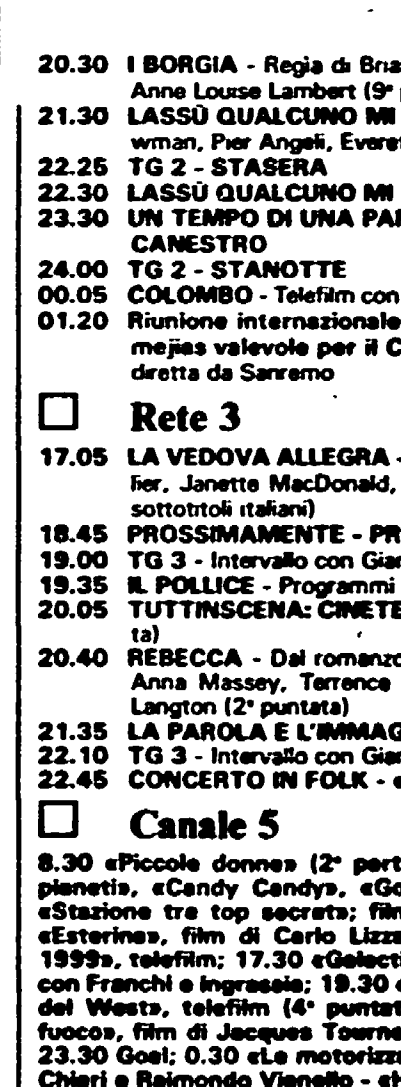 20.30 I BORGIA - Regia di Bria
Anne Louise Lambert (9ª p
21.30 LASSÙ QUALCUNO MI
wman, Pier Angeli, Everet
22.25 TG 2 - STASERA
22.30 LASSÙ QUALCUNO MI
23.30 UN TEMPO DI UNA PAR
CANESTRO
24.00 TG 2 - STANOTTE
00.05 COLOMBO - Telefilm con
01.20 Riunione internazionale
mejias valevole per il C
diretta da Sanremo
Rete 3
17.05 LA VEDOVA ALLEGRA -
lier, Janette MacDonald,
sottotitoli italiani)
18.45 PROSSIMAMENTE - PR
19.00 TG 3 - Intervallo con Gian
19.35 IL POLLICE - Programmi
20.05 TUTTINSCENA: CINETE
ta)
20.40 REBECCA - Dal romanzo
Anna Massey, Terrence
Langton (2ª puntata)
21.35 LA PAROLA E L'IMMAG
22.10 TG 3 - Intervallo con Gian
22.45 CONCERTO IN FOLK - «
Canale 5
8.30 «Piccole donne» (2ª part
pianeti», «Candy Candy», «Go
«Stazione tre top secret»; film
«Esterina», film di Carlo Lizza
1999», telefilm; 17.30 «Galacti
con Franchi e Ingrassia; 19.30 «
del West», telefilm (4ª puntat
fuoco», film di Jacques Tourne
23.30 Goal; 0.30 «Le motorizza
Chiari e Raimondo Vianello -